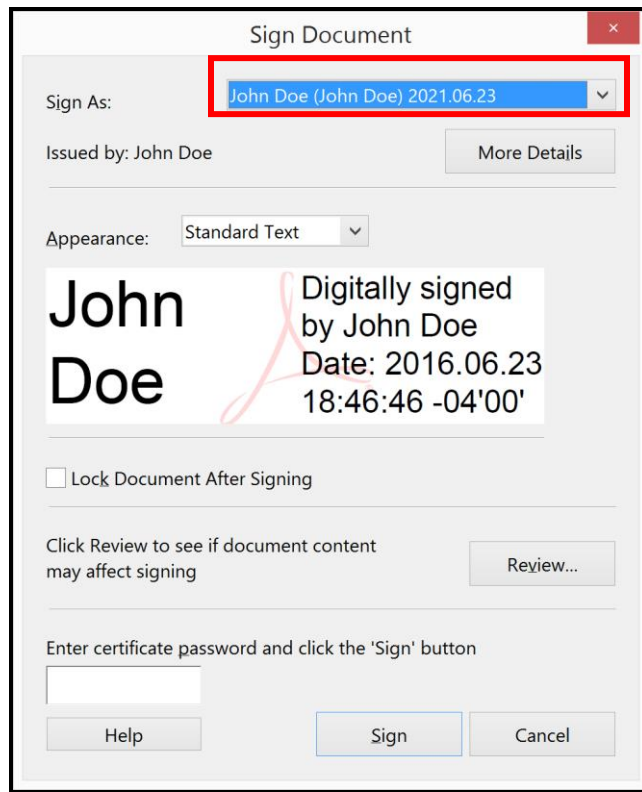 Sign Document
Sign As:
John Doe (John Doe) 2021.06.23
Issued by: John Doe
More Details
Appearance:
Standard Text
John
Doe
Digitally signed
by John Doe
Date: 2016.06.23
18:46:46 -04'00'
Lock Document After Signing
Click Review to see if document content
may affect signing
Review...
Enter certificate password and click the 'Sign' button
Help
Sign
Cancel